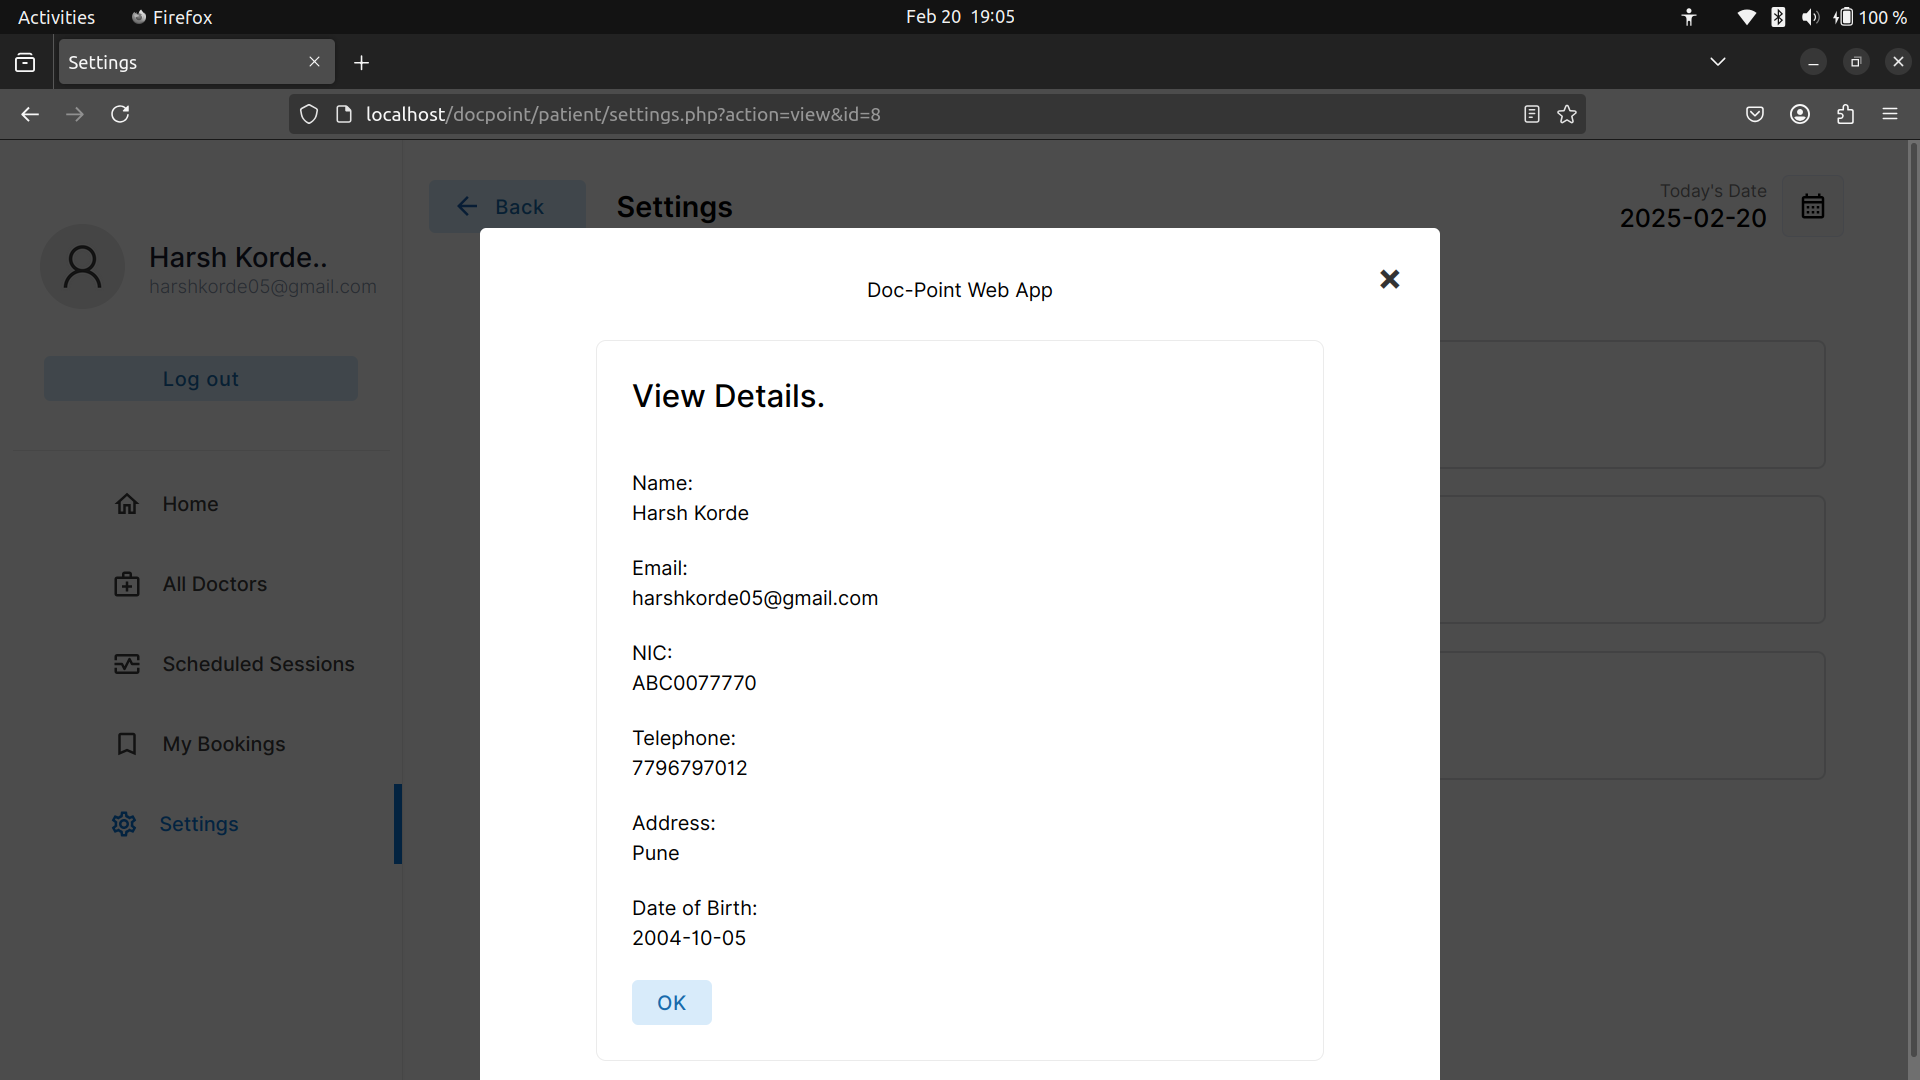 Activities
Firefox
Feb 20 19:05
100 %
Settings
localhost/docpoint/patient/settings.php?action=view&id=8
Harsh Korde..
harshkorde05@gmail.com
Log out
Home
All Doctors
Scheduled Sessions
My Bookings
Settings
Back
Settings
Today's Date
2025-02-20
Doc-Point Web App
View Details.
Name:
Harsh Korde
Email:
harshkorde05@gmail.com
NIC:
ABC0077770
Telephone:
7796797012
Address:
Pune
Date of Birth:
2004-10-05
OK